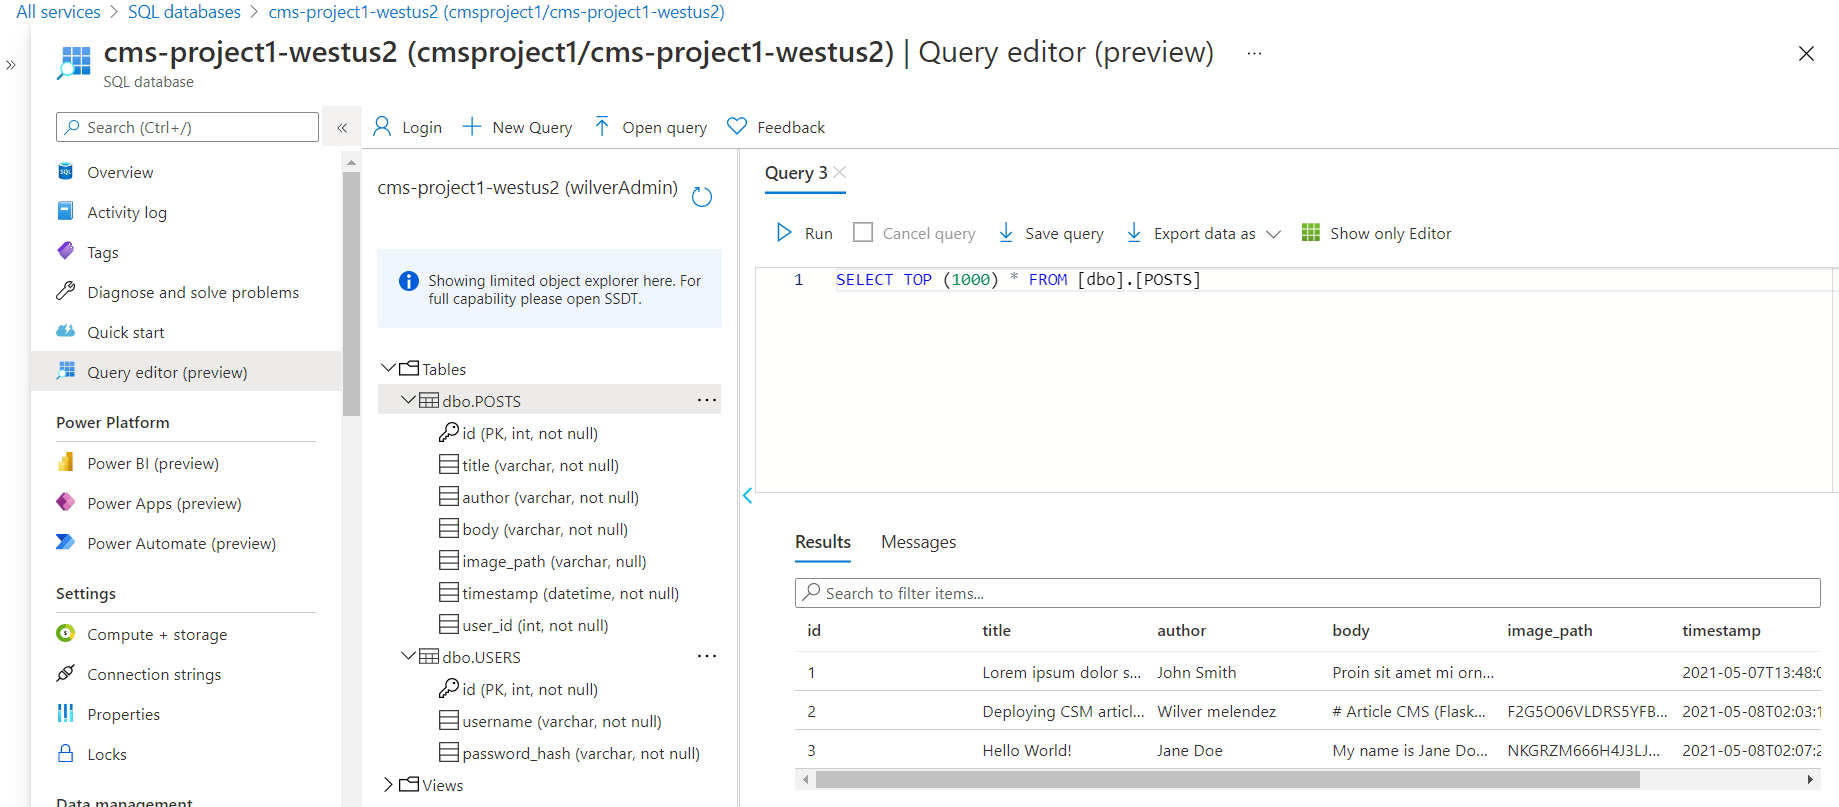 All services > SQL databases > cms-project1-westus2 (cmsproject1/cms-project1-westus2)
cms-project1-westus2 (cmsproject1/cms-project1-westus2) | Query editor (preview) ...
SQL database
Search (Ctrl+/)
Overview
Activity log
Tags
Diagnose and solve problems
Quick start
Query editor (preview)
Power Platform
Power BI (preview)
Power Apps (preview)
Power Automate (preview)
Settings
Compute + storage
Connection strings
Properties
Locks
Data management
Login New Query Open query Feedback
cms-project1-westus2 (wilverAdmin)
Showing limited object explorer here. For
full capability please open SSDT.
Tables
dbo.POSTS ...
id (PK, int, not null)
title (varchar, not null)
author (varchar, not null)
body (varchar, not null)
image_path (varchar, null)
timestamp (datetime, not null)
user_id (int, not null)
dbo.USERS ...
id (PK, int, not null)
username (varchar, not null)
password_hash (varchar, not null)
Views
Query 3
Run Cancel query Save query Export data as Show only Editor
1 SELECT TOP (1000) * FROM [dbo].[POSTS]
Results Messages
Search to filter items...
id title author body image_path timestamp
1 Lorem ipsum dolor s... John Smith Proin sit amet mi orn... 2021-05-07T13:48:0
2 Deploying CSM articl... Wilver melendez # Article CMS (Flask... F2G5O06VLDRS5YFB... 2021-05-08T02:03:1
3 Hello World! Jane Doe My name is Jane Do... NKGRZM666H4J3LJ... 2021-05-08T02:07:2